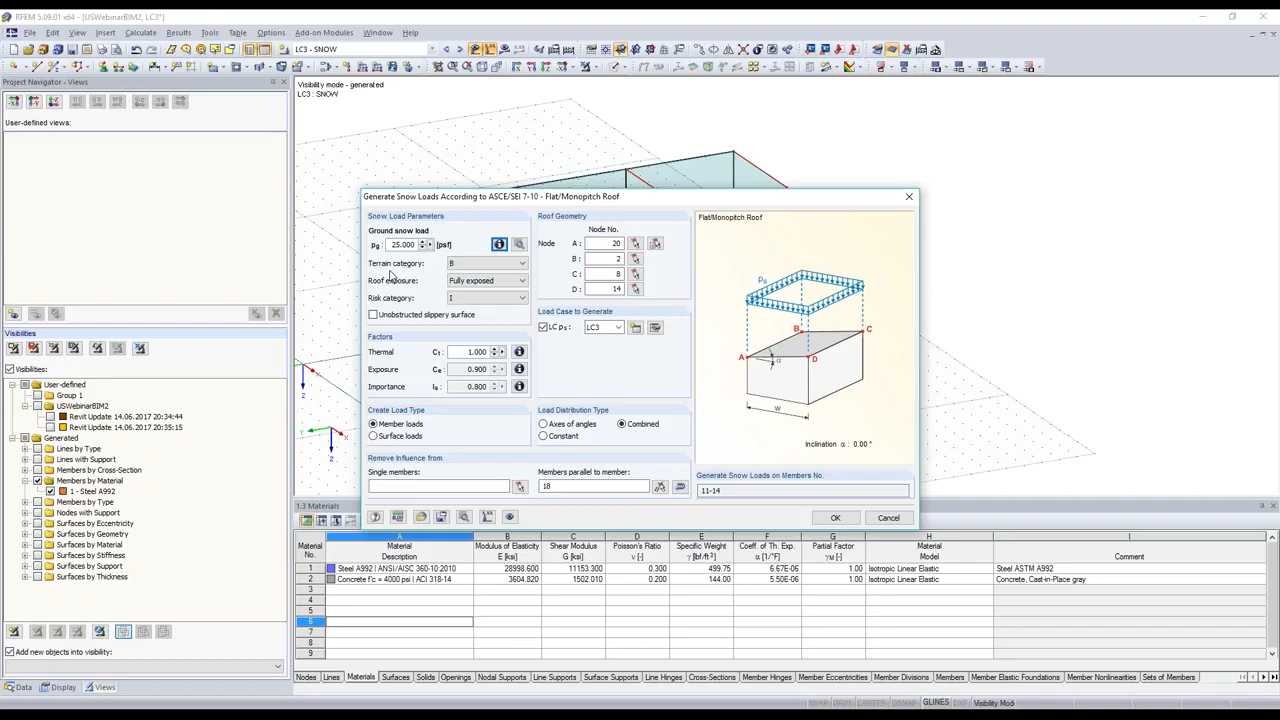 RFEM 5.09.01 x64 - [USWebinarBIM2, LC3*]
File Edit View Insert Calculate Results Tools Table Options Add-on Modules Window Help
LC3 - SNOW
Project Navigator - Views
User-defined views:
Visibilities
Visibilities:
User-defined
Group 1
USWebinarBIM2
Revit Update 14.06.2017 20:34:44
Revit Update 14.06.2017 20:35:15
Generated
Lines by Type
Lines with Support
Members by Cross-Section
Members by Material
1 - Steel A992
Members by Type
Nodes with Support
Surfaces by Eccentricity
Surfaces by Geometry
Surfaces by Material
Surfaces by Stiffness
Surfaces by Support
Surfaces by Thickness
Add new objects into visibility:
Data Display Views
Visibility mode - generated
LC3 : SNOW
Generate Snow Loads According to ASCE/SEI 7-10 - Flat/Monopitch Roof
Snow Load Parameters
Ground snow load
pg : 25.000 [psf]
Terrain category: B
Roof exposure: Fully exposed
Risk category: I
Unobstructed slippery surface
Factors
Thermal Ct : 1.000
Exposure Ce : 0.900
Importance Is : 0.800
Create Load Type
Member loads
Surface loads
Remove Influence from
Single members:
Members parallel to member:
18
Roof Geometry
Node No.
Node A : 20
B : 2
C : 8
D : 14
Load Case to Generate
LC ps : LC3
Load Distribution Type
Axes of angles Combined
Constant
Flat/Monopitch Roof
B
C
A
D
α
w
Inclination α : 0.00 °
Generate Snow Loads on Members No.
11-14
OK Cancel
1.3 Materials
A B C D E F G H I
Material No. Material Description Modulus of Elasticity E [ksi] Shear Modulus G [ksi] Poisson's Ratio ν [-] Specific Weight γ [lbf/ft³] Coeff. of Th. Exp. α [1/°F] Partial Factor γM [-] Material Model Comment
1 Steel A992 | ANSI/AISC 360-10:2010 28998.600 11153.300 0.300 499.75 6.67E-06 1.00 Isotropic Linear Elastic Steel ASTM A992
2 Concrete f'c = 4000 psi | ACI 318-14 3604.820 1502.010 0.200 144.00 5.50E-06 1.00 Isotropic Linear Elastic Concrete, Cast-in-Place gray
3
4
5
6
7
8
9
Nodes Lines Materials Surfaces Solids Openings Nodal Supports Line Supports Surface Supports Line Hinges Cross-Sections Member Hinges Member Eccentricities Member Divisions Members Member Elastic Foundations Member Nonlinearities Sets of Members
SNAP GRID CARTES OSNAP GLINES DXF Visibility Mod